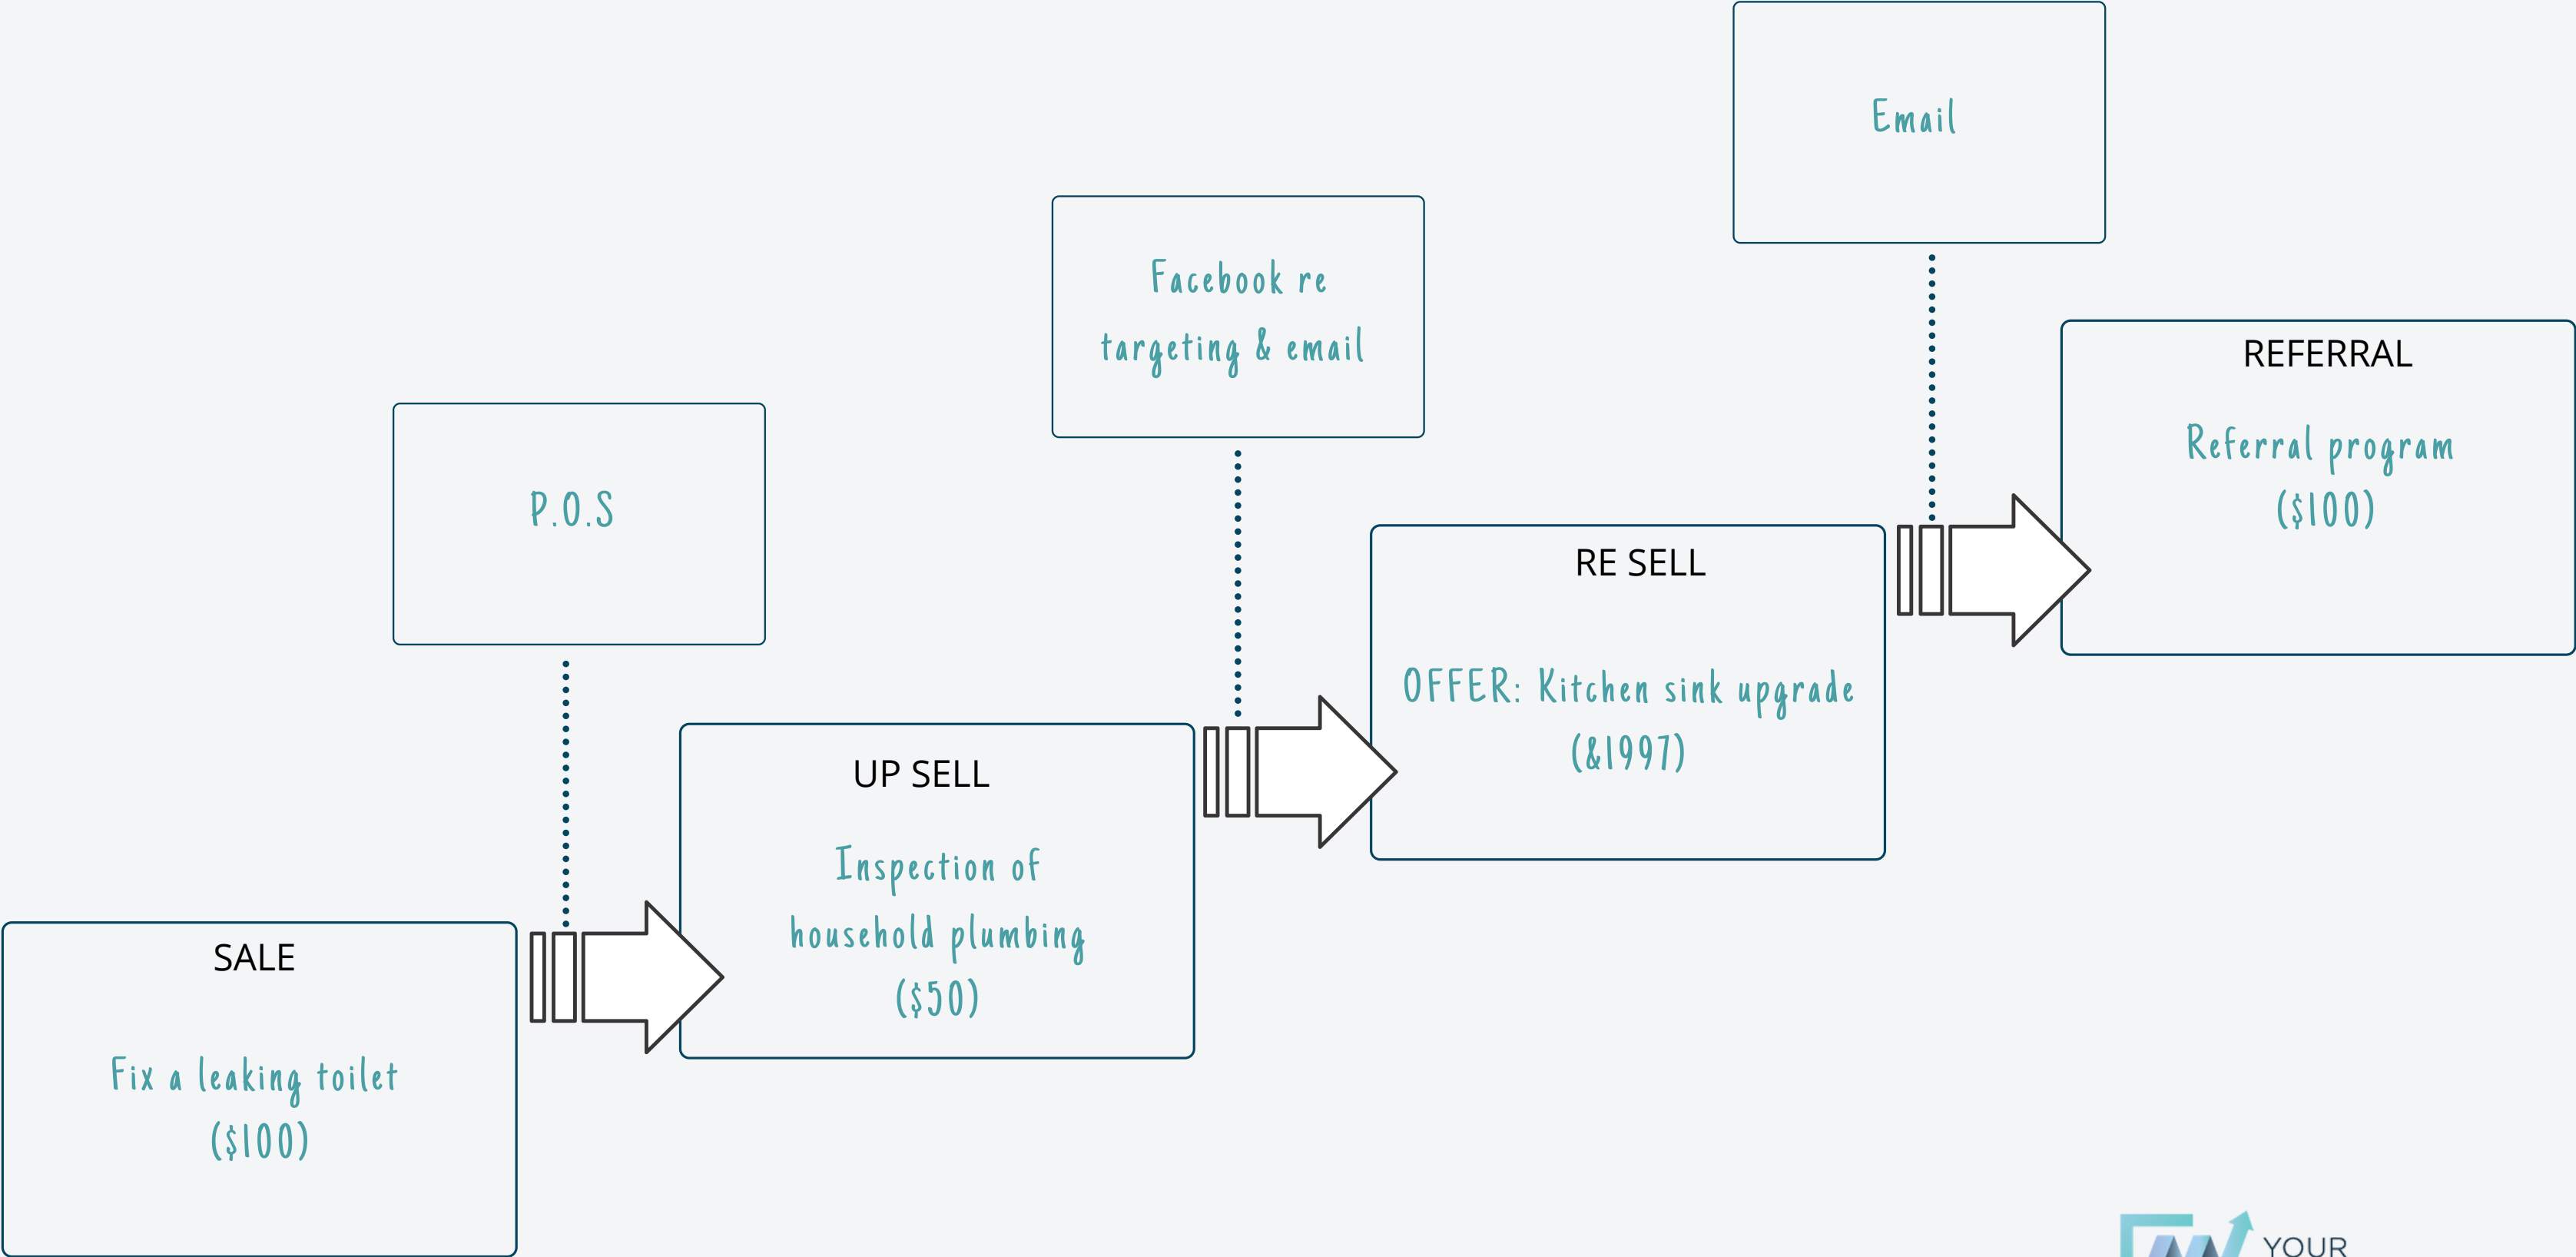 Email
Facebook re
targeting & email
REFERRAL
Referral program
($100)
P.O.S
RE SELL
OFFER: Kitchen sink upgrade
(&1997)
UP SELL
Inspection of
household plumbing
($50)
SALE
Fix a leaking toilet
($100)
YOUR